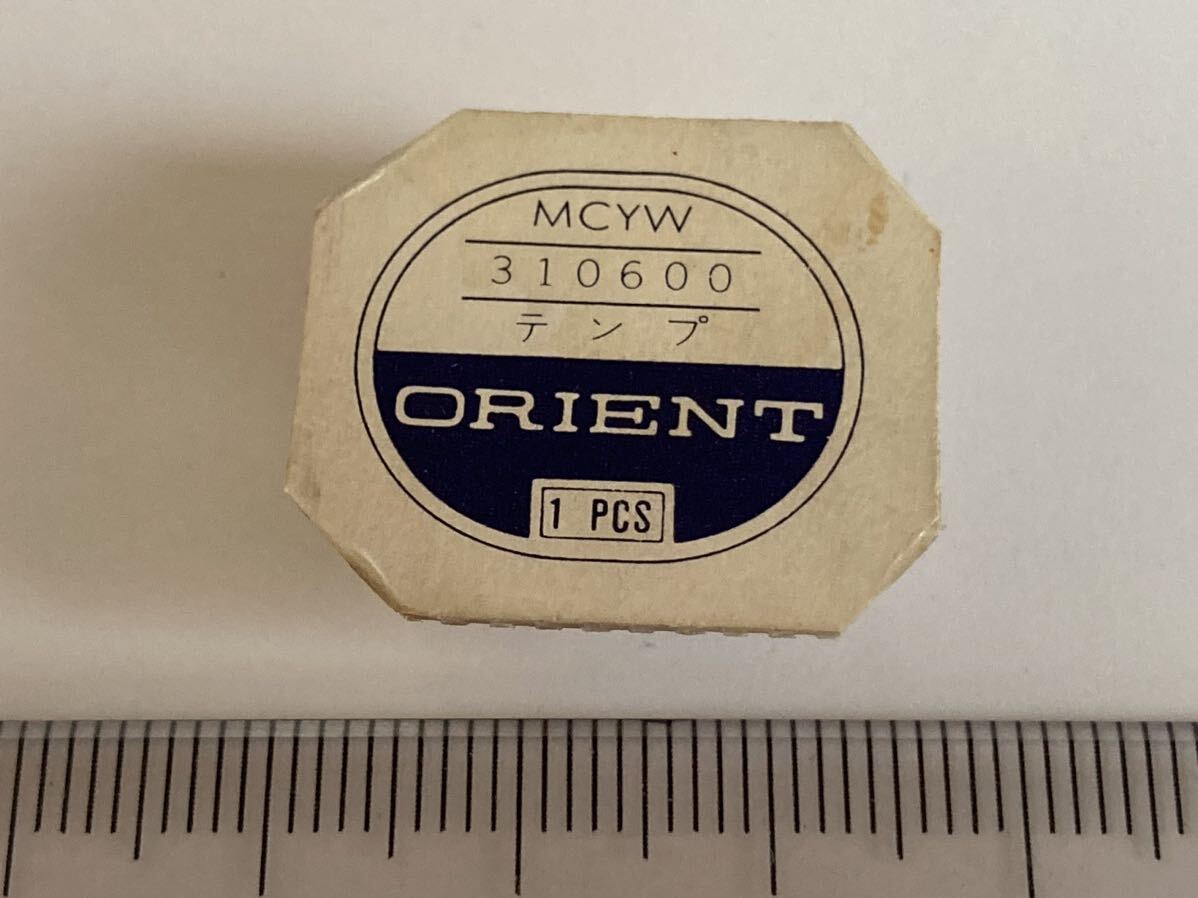 MCYW
310600
テンプ
ORIENT
1 PCS